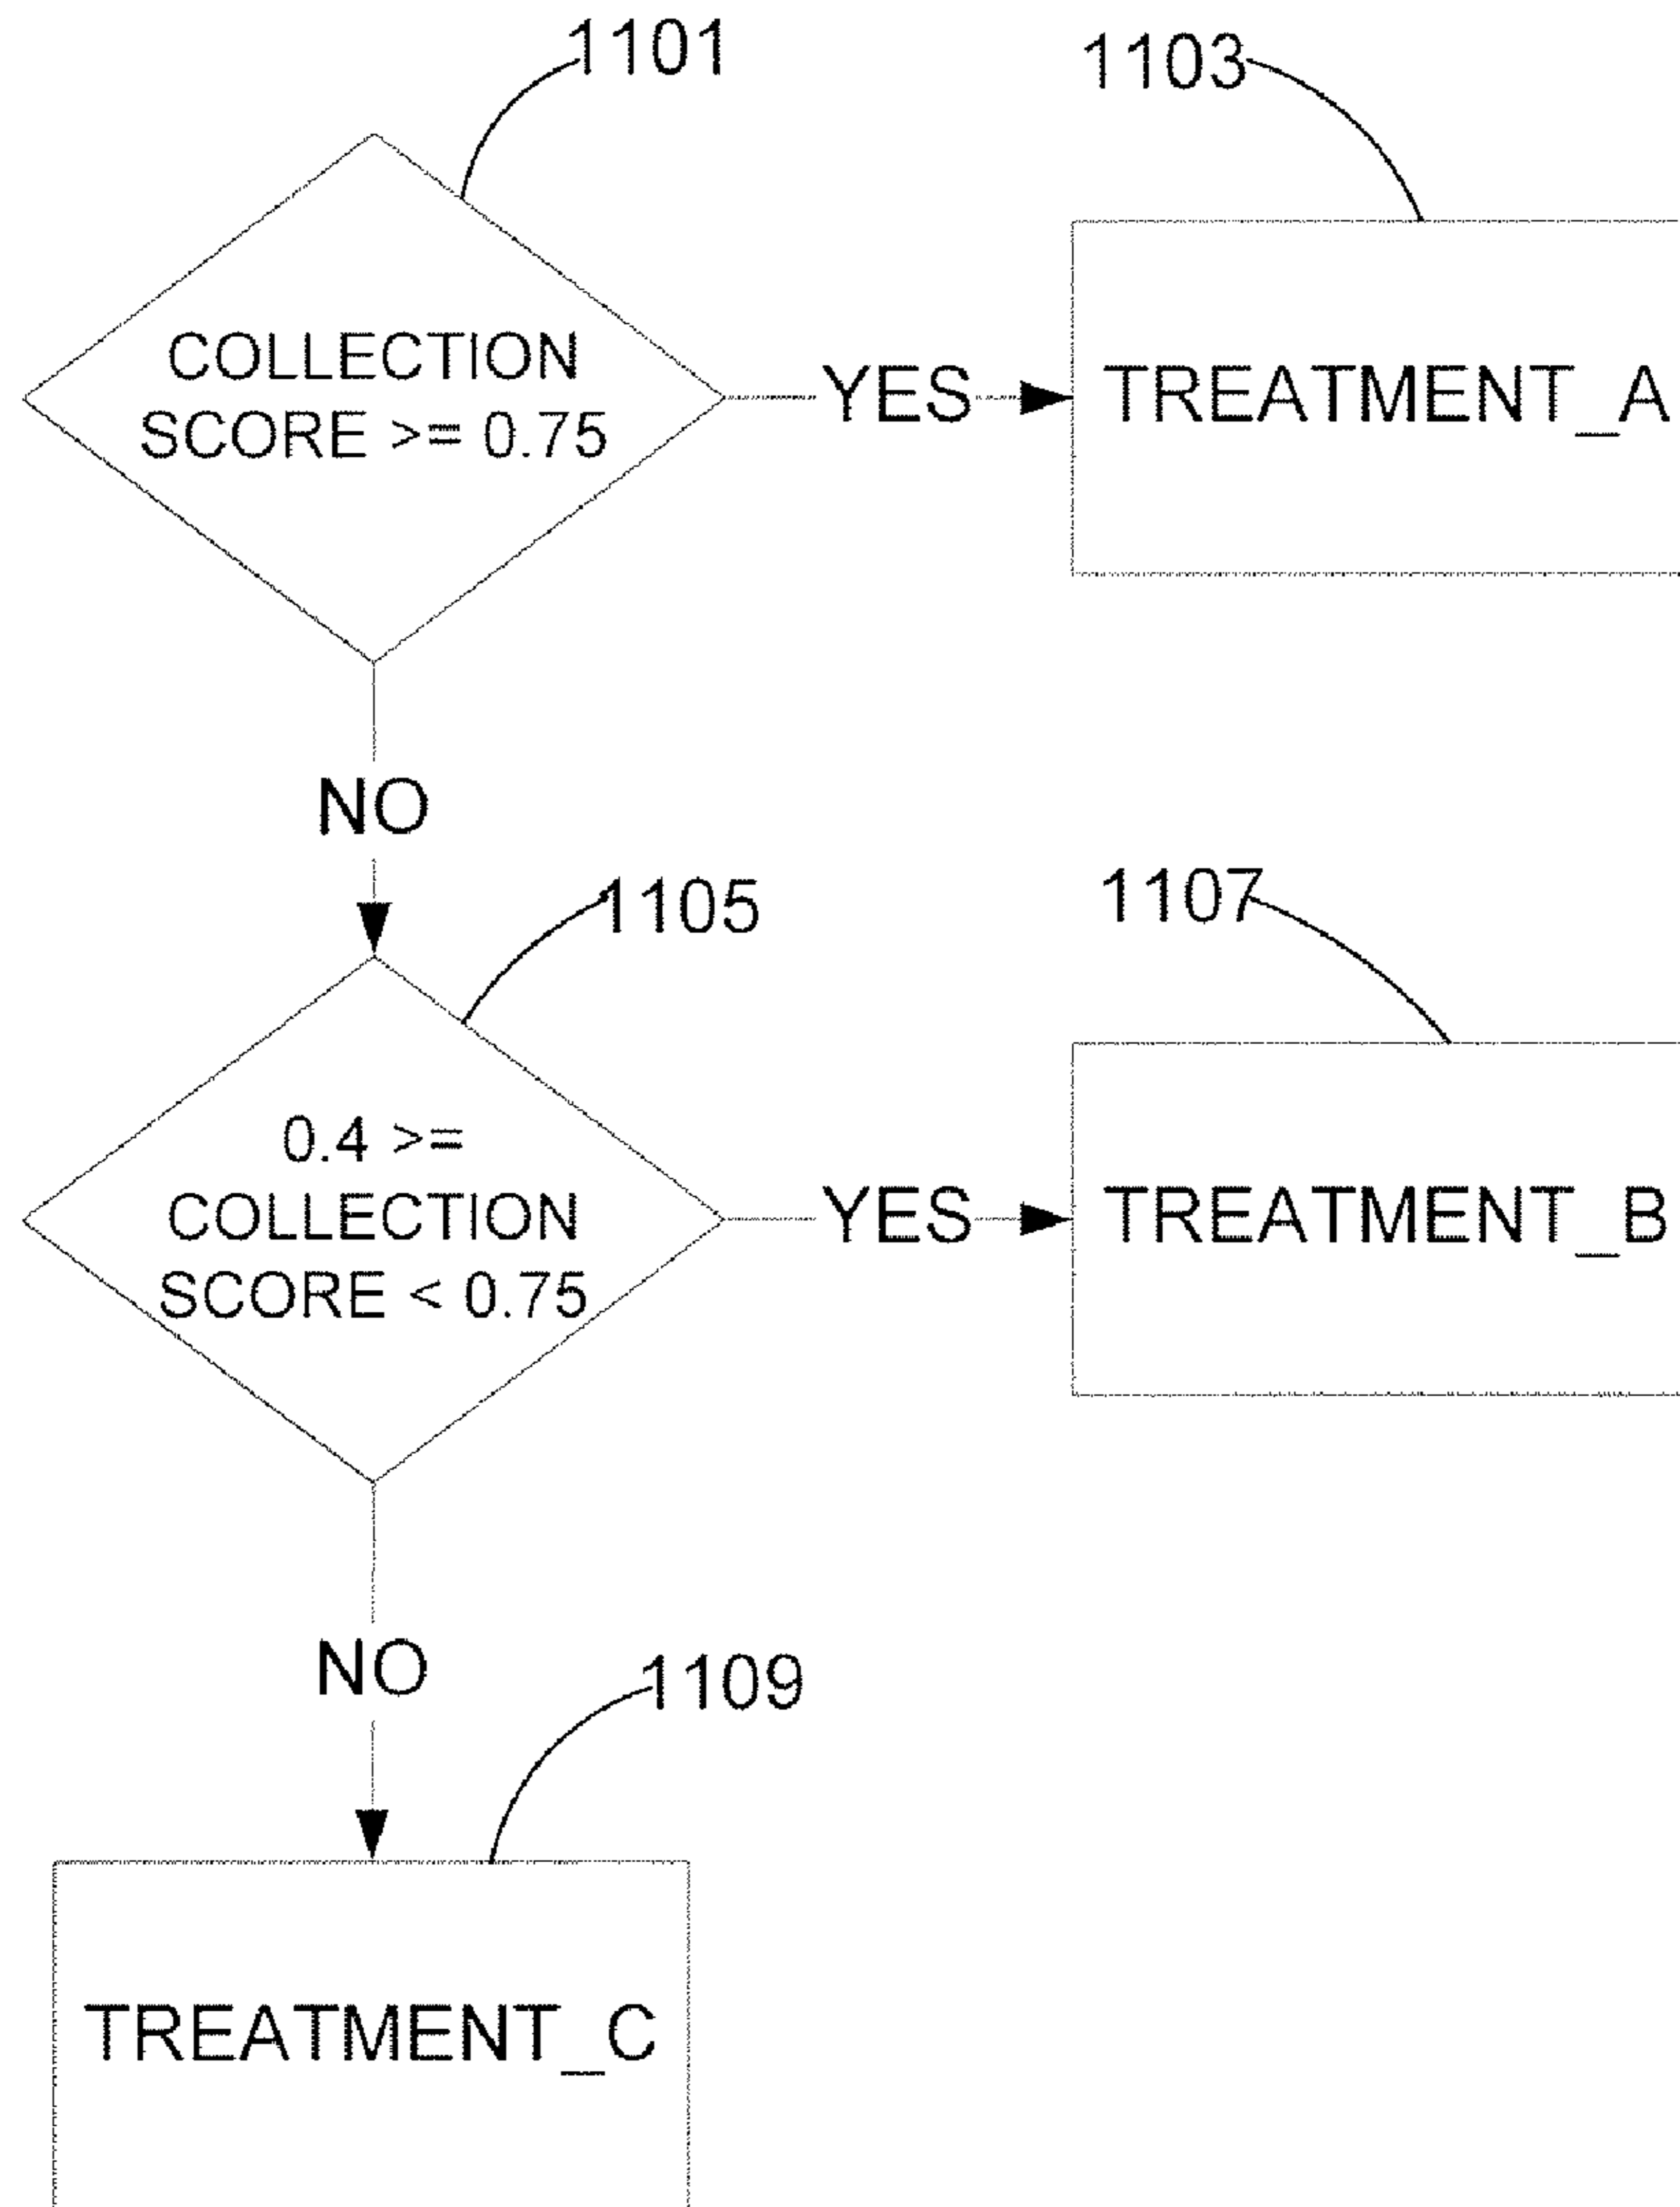 1101
1103
COLLECTION
SCORE >= 0.75
YES
TREATMENT_A
NO
1105
1107
0.4 >=
COLLECTION
SCORE < 0.75
YES
TREATMENT_B
NO
1109
TREATMENT_C